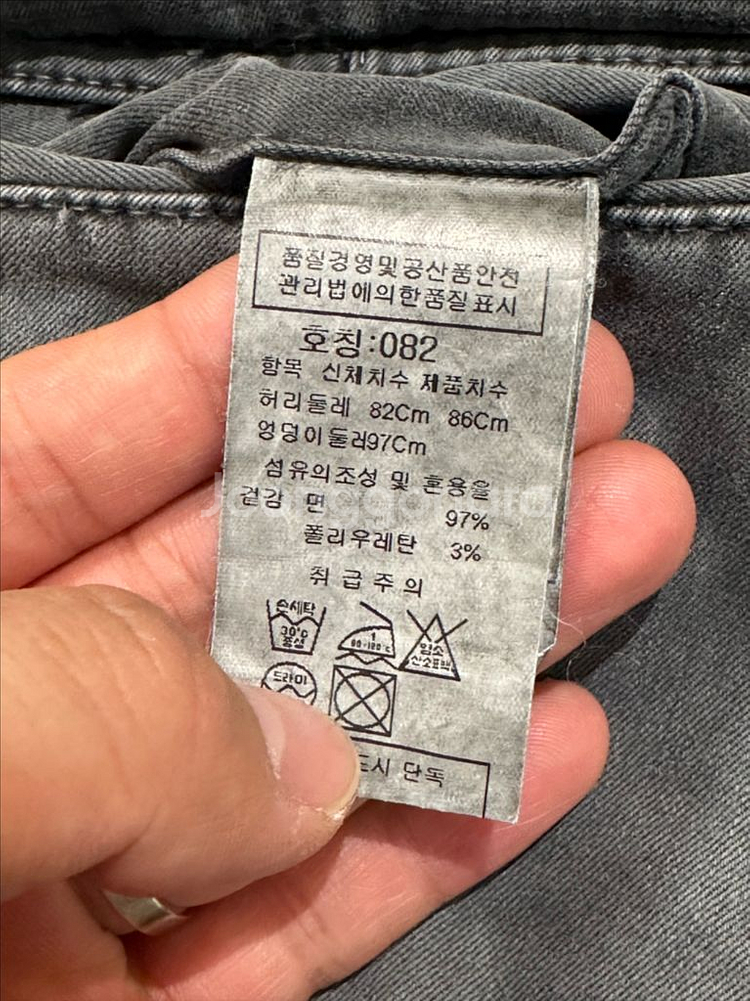 품질경영및공산품안전
관리법에의한품질표시
호칭:082
항목 신체치수 제품치수
허리둘레 82Cm 86Cm
엉덩이둘레97Cm
섬유의조성 및 혼용율
겉감 면 97%
폴리우레탄 3%
취급주의
손세탁
30°c
중성
1
80-120°c
염소
산소표백
드라이
시 단독